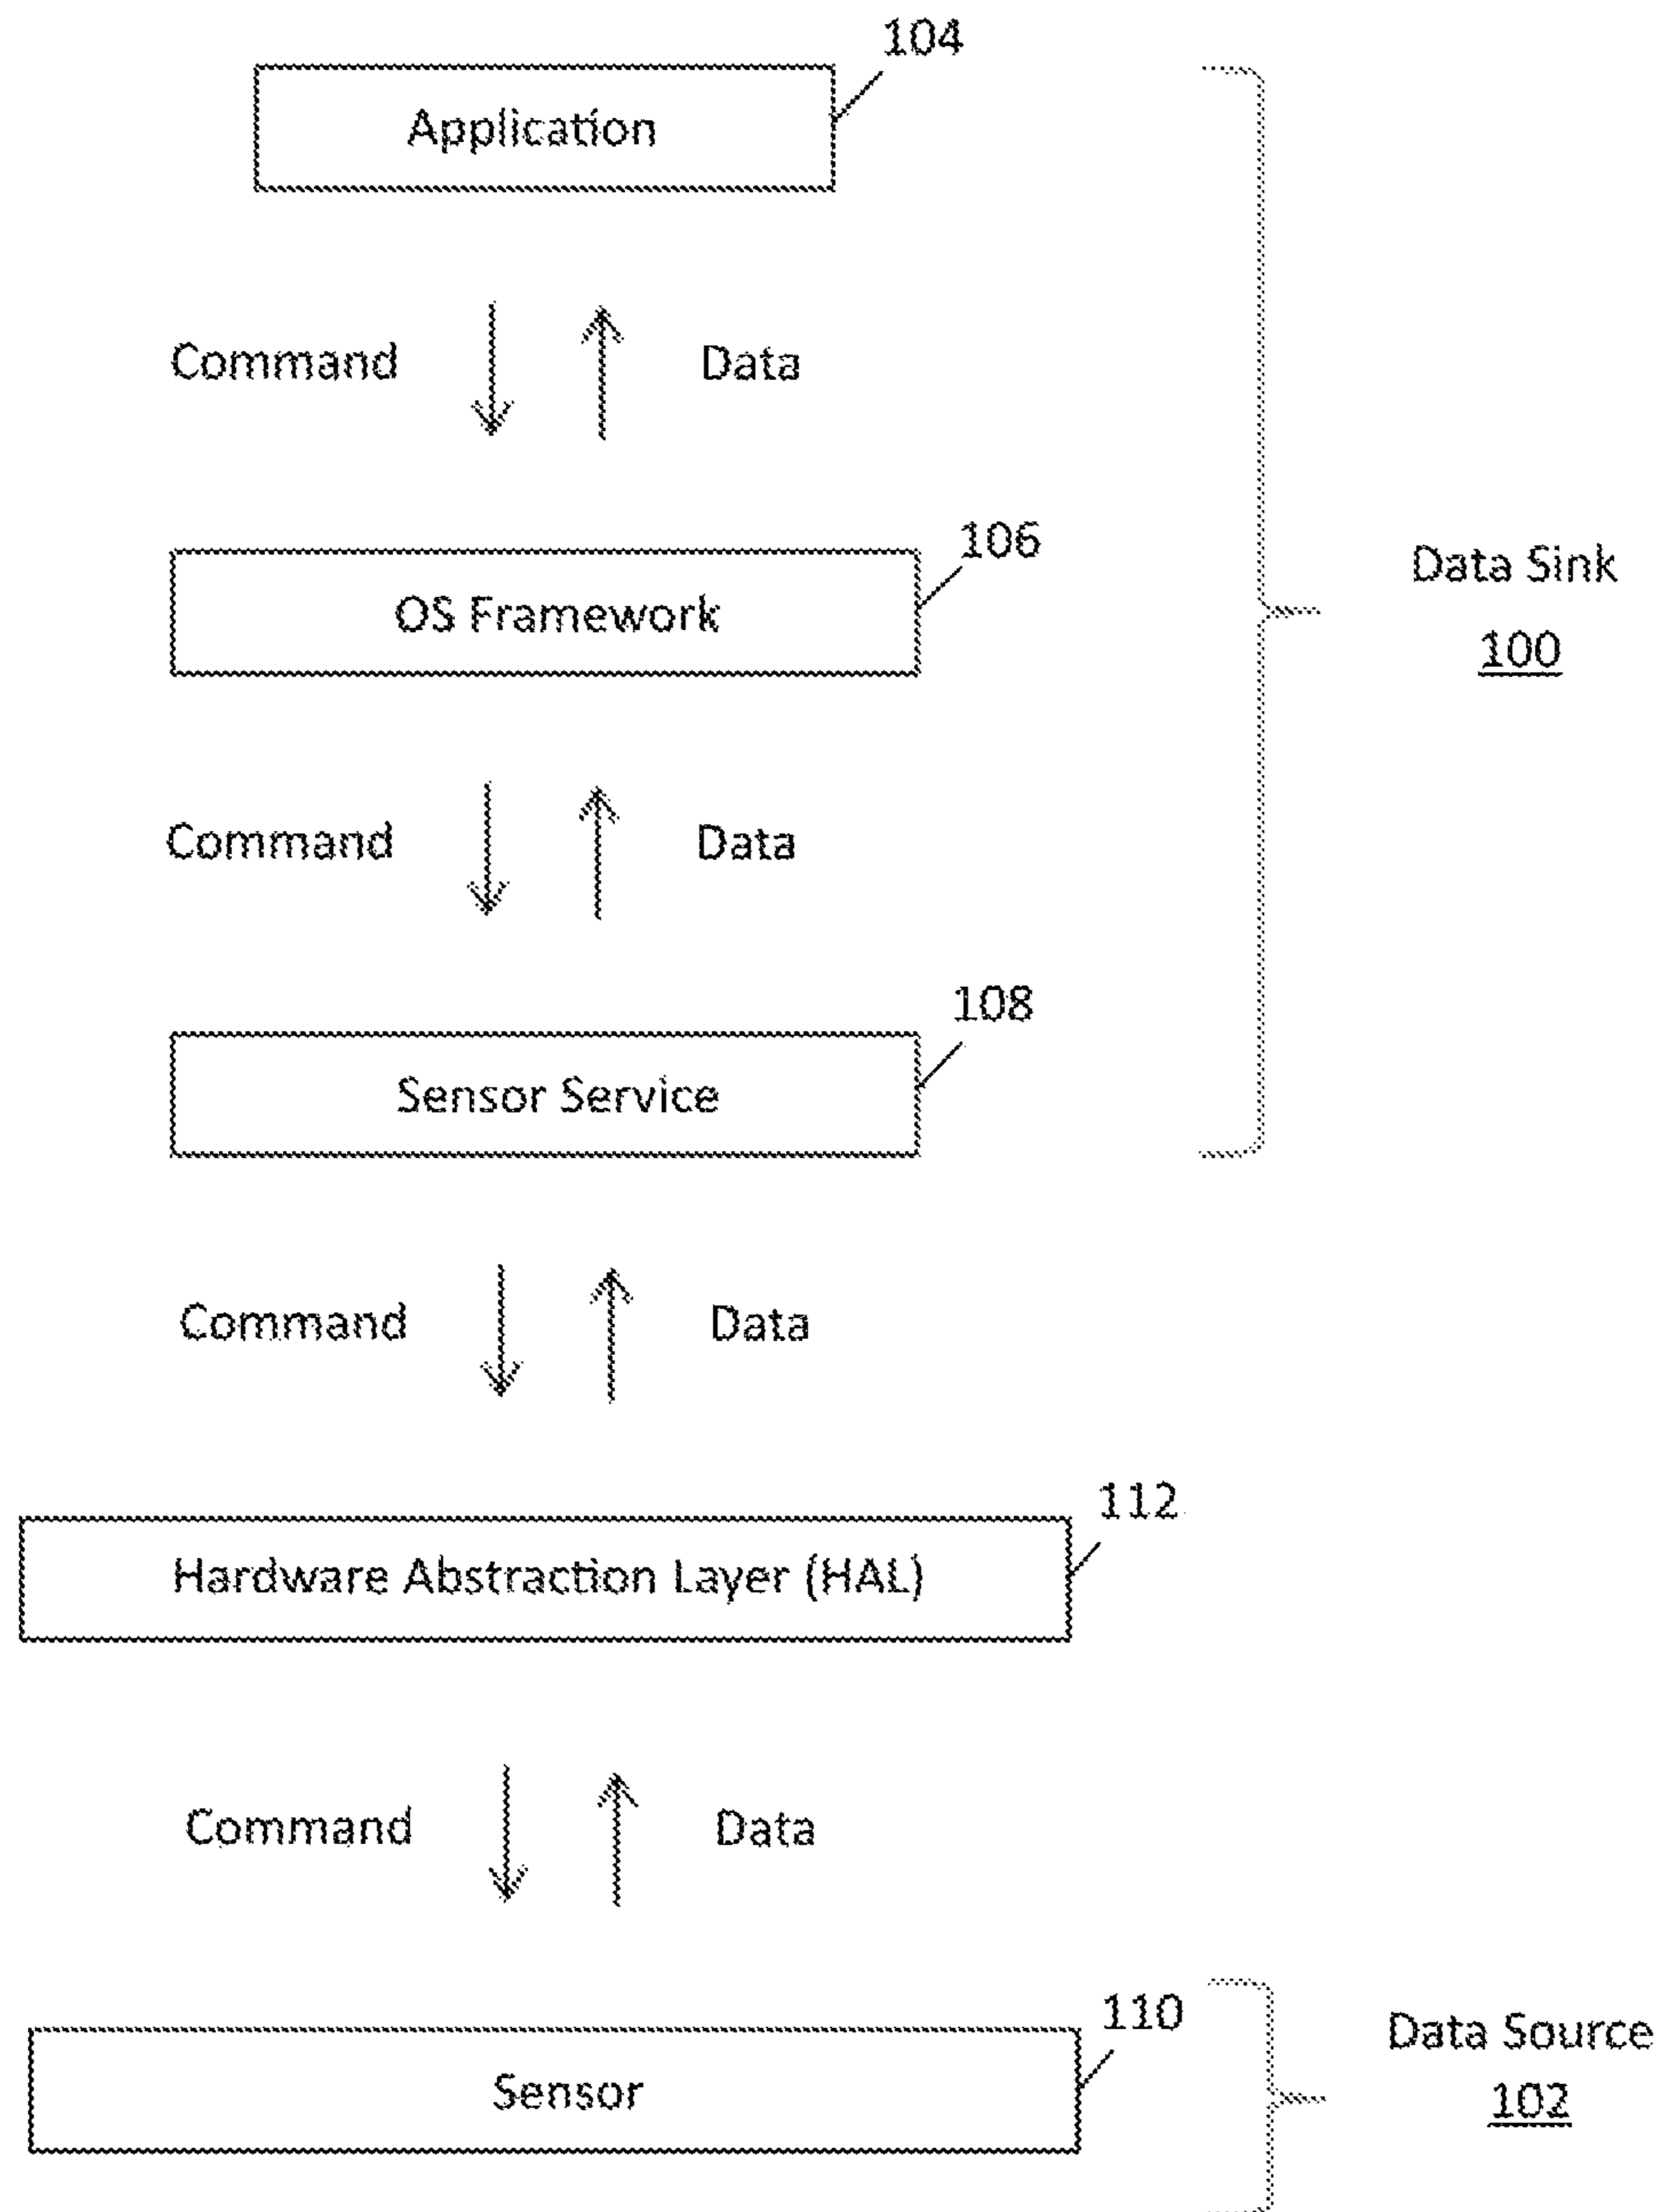 104
Application
Command Data
106
OS Framework
Data Sink
100
Command Data
108
Sensor Service
Command Data
112
Hardware Abstraction Layer (HAL)
Command Data
110
Sensor
Data Source
102